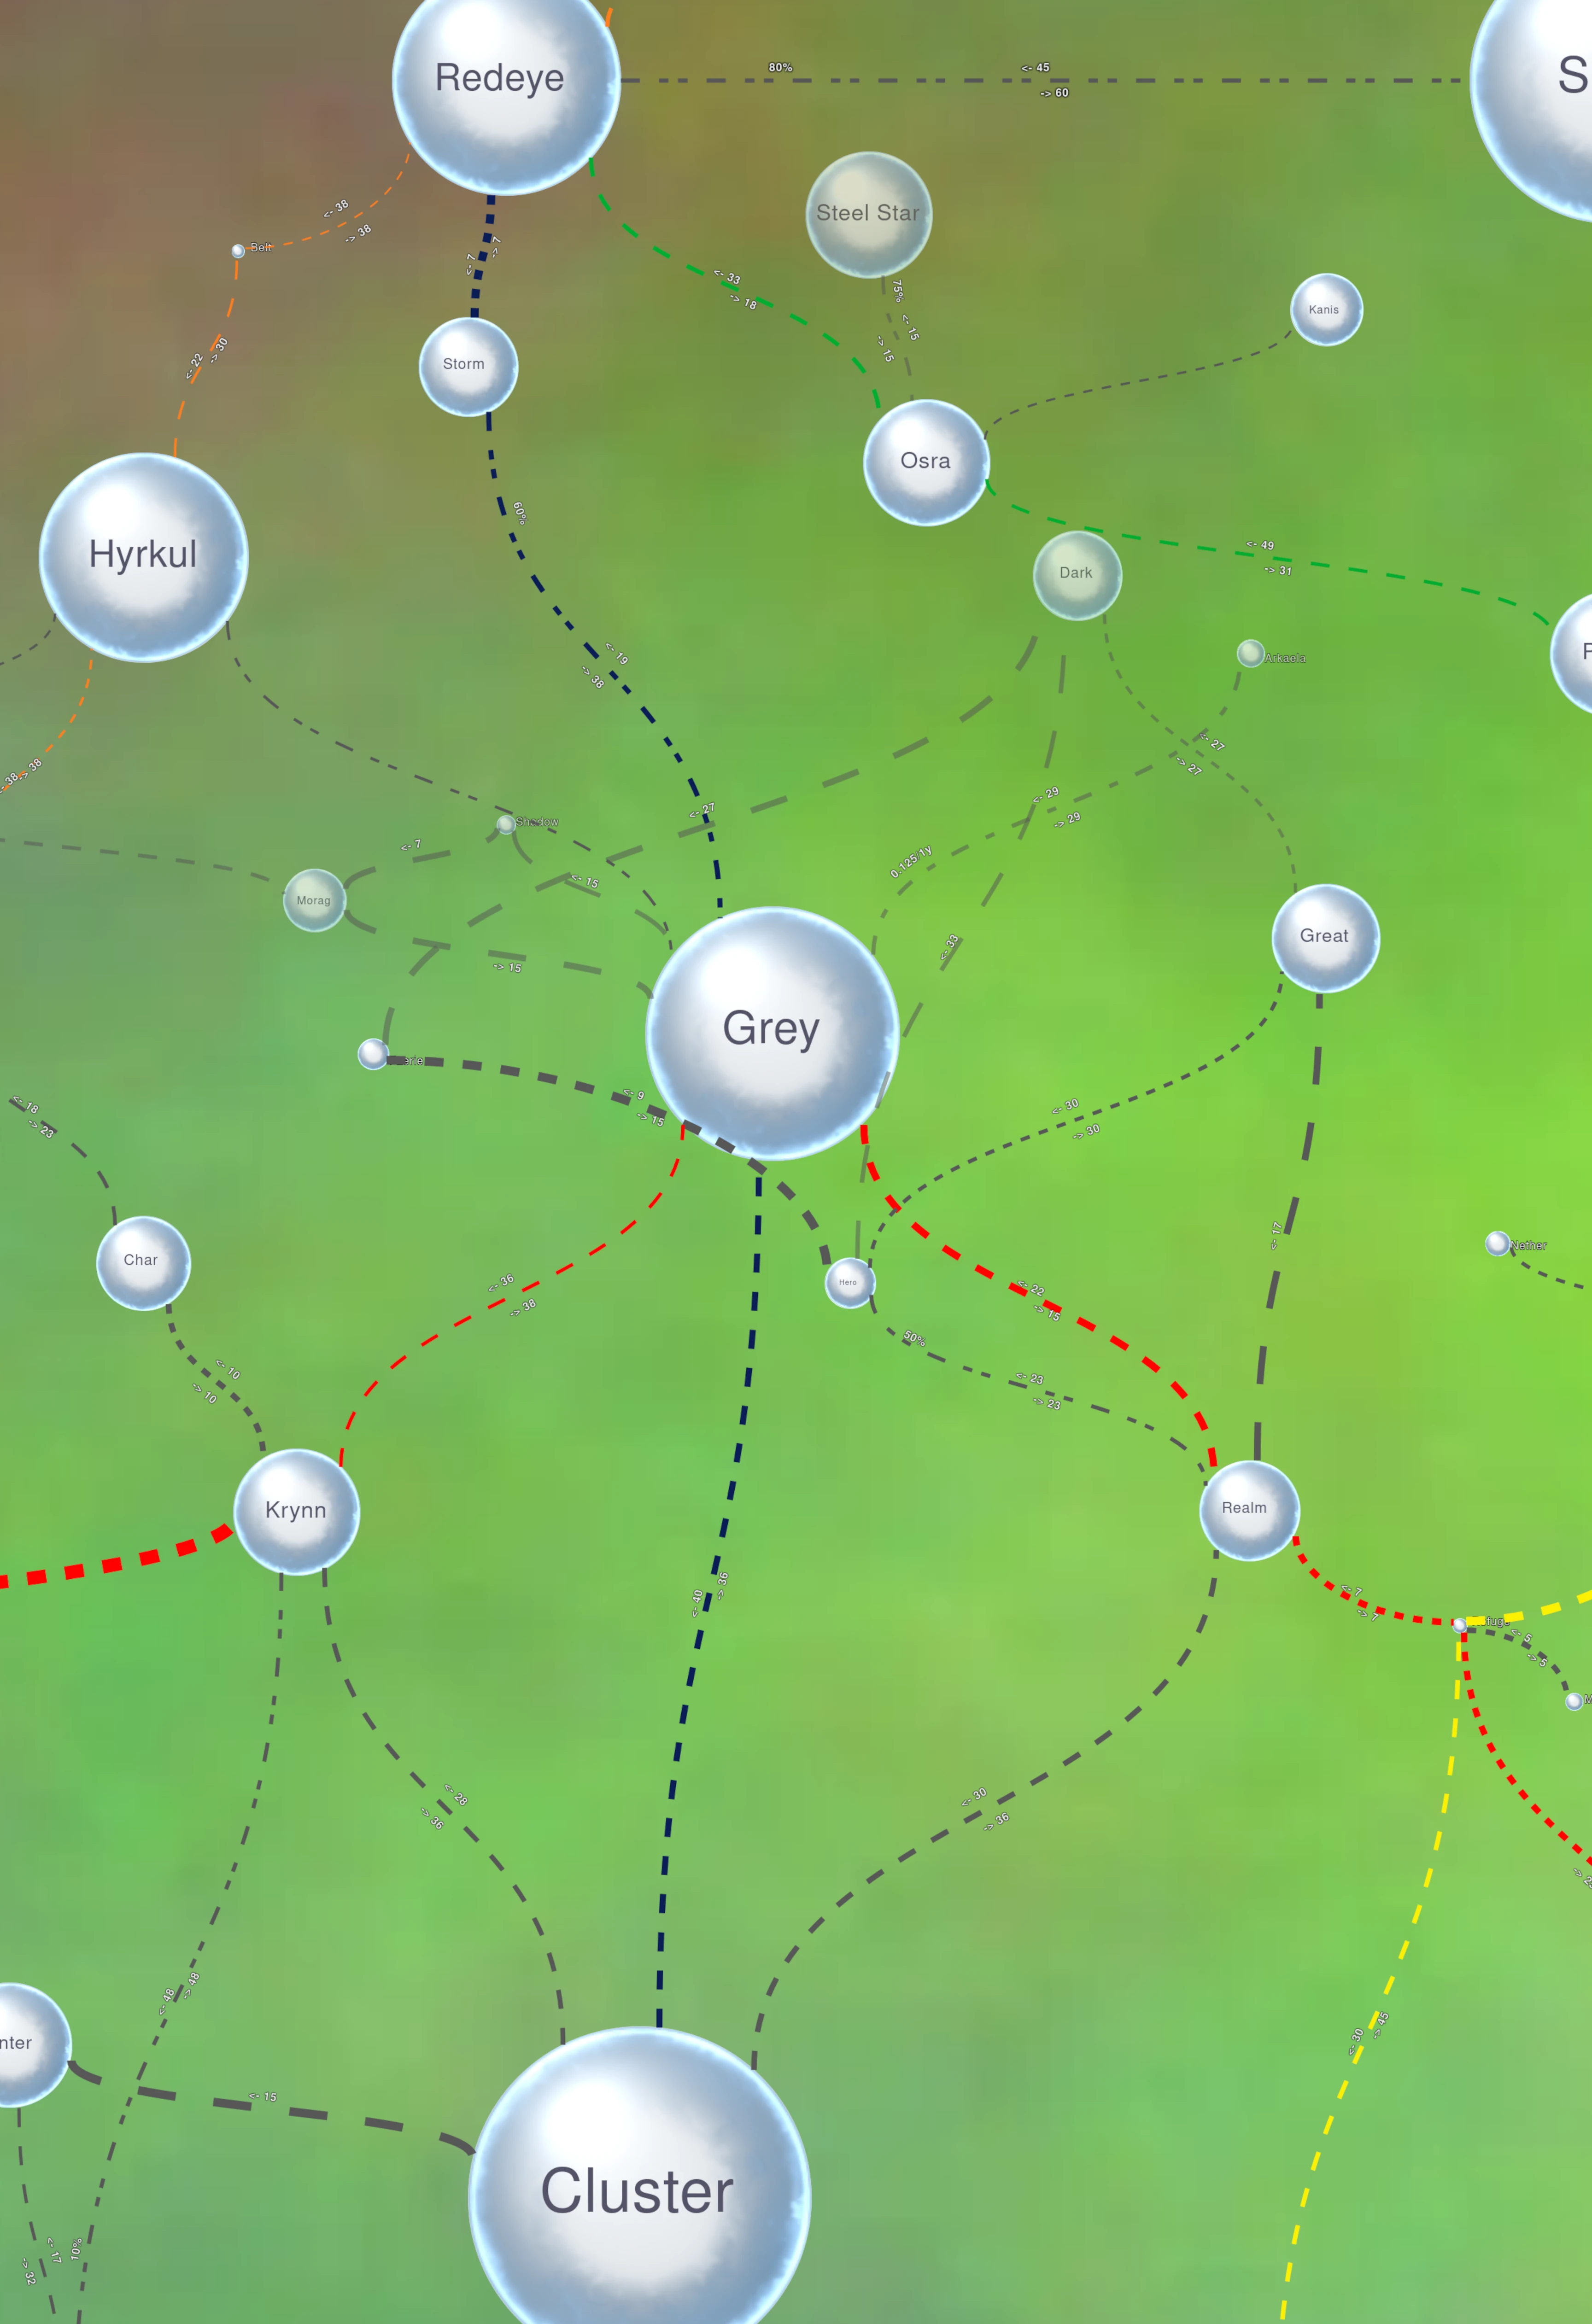 Redeye
80%
<- 45
-> 60
S
Steel Star
<- 38
-> 38
Belt
<- 7
-> 7
<- 33
-> 18
75%
<- 15
-> 15
Kanis
<- 22
-> 30
Storm
Osra
60%
Hyrkul
<- 49
-> 31
Dark
Arkaela
<- 19
-> 38
<- 38
-> 38
<- 27
-> 27
<- 29
-> 29
<- 27
Shadow
<- 7
0.125:1y
<- 15
Morag
Great
<- 33
-> 15
Grey
<- 9
-> 15
<- 18
-> 23
<- 30
-> 30
Char
<- 17
Nether
Hero
<- 36
-> 38
<- 22
-> 15
50%
<- 10
-> 10
<- 23
-> 23
Krynn
Realm
<- 7
-> 7
<- 5
-> 5
<- 40
-> 36
<- 28
-> 36
<- 30
-> 36
<- 48
-> 48
<- 30
-> 45
nter
<- 15
Cluster
<- 17
-> 32
10%